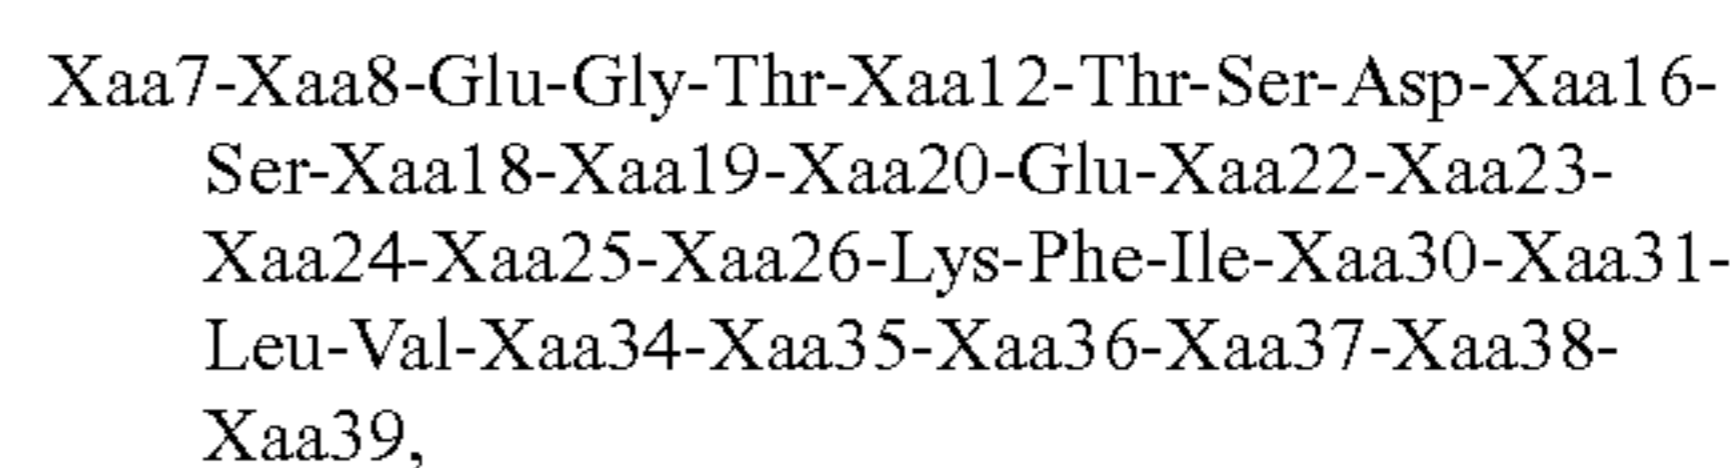 Xaa7-Xaa8-Glu-Gly-Thr-Xaa12-Thr-Ser-Asp-Xaa16-
Ser-Xaa18-Xaa19-Xaa20-Glu-Xaa22-Xaa23-
Xaa24-Xaa25-Xaa26-Lys-Phe-Ile-Xaa30-Xaa31-
Leu-Val-Xaa34-Xaa35-Xaa36-Xaa37-Xaa38-
Xaa39,